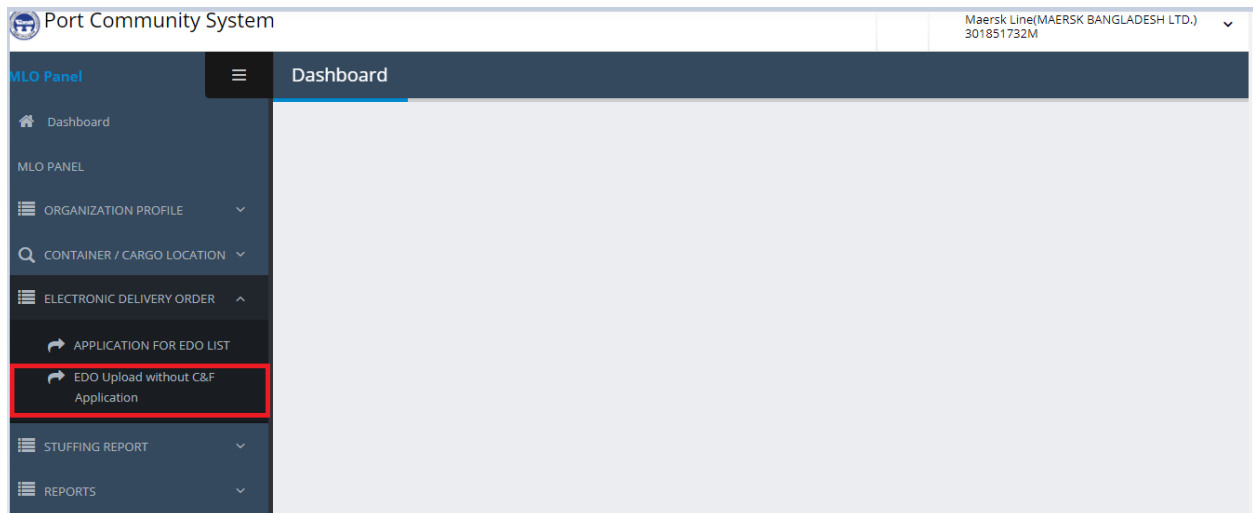 Port Community System
Maersk Line(MAERSK BANGLADESH LTD.)
301851732M
MLO Panel
Dashboard
Dashboard
MLO PANEL
ORGANIZATION PROFILE
CONTAINER / CARGO LOCATION
ELECTRONIC DELIVERY ORDER
APPLICATION FOR EDO LIST
EDO Upload without C&F
Application
STUFFING REPORT
REPORTS